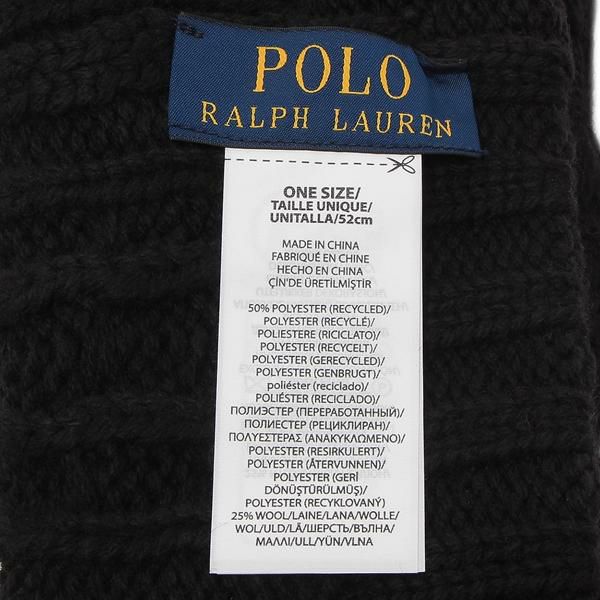 POLO
RALPH LAUREN
ONE SIZE/
TAILLE UNIQUE/
UNITALLA/52cm
MADE IN CHINA
FABRIQUÉ EN CHINE
HECHO EN CHINA
ÇİN'DE ÜRETİLMİŞTİR
50% POLYESTER (RECYCLED)/
POLYESTER (RECYCLÉ)/
POLIESTERE (RICICLATO)/
POLYESTER (RECYCELT)/
POLYESTER (GERECYCLED)/
POLYESTER (GENBRUGT)/
poliéster (reciclado)/
POLIÉSTER (RECICLADO)/
ПОЛИЭСТЕР (ПЕРЕРАБОТАННЫЙ)/
ПОЛИЕСТЕР (РЕЦИКЛИРАН)/
ΠΟΛΥΕΣΤΕΡΑΣ (ΑΝΑΚΥΚΛΩΜΕΝΟ)/
POLYESTER (RESIRKULERT)/
POLYESTER (ÅTERVUNNEN)/
POLYESTER (GERİ
DÖNÜŞTÜRÜLMÜŞ)/
POLYESTER (RECYKLOVANÝ)
25% WOOL/LAINE/LANA/WOLLE/
WOL/ULD/LÃ/ШЕРСТЬ/ВЪЛНА/
ΜΑΛΛΙ/ULL/YÜN/VLNA